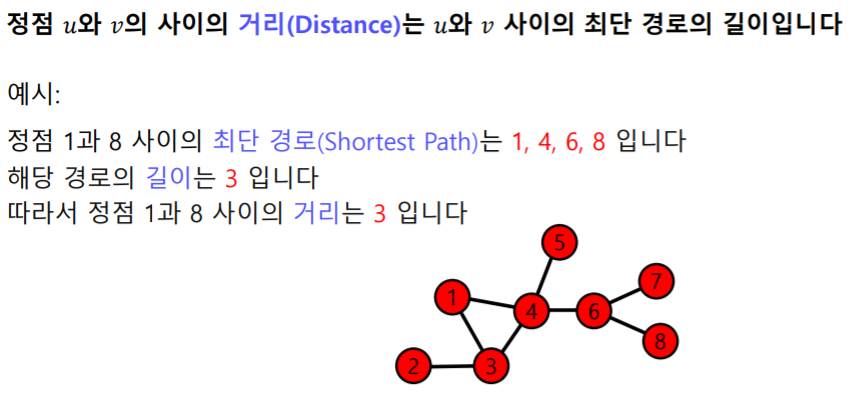 정점 u와 v의 사이의 거리(Distance)는 u와 v 사이의 최단 경로의 길이입니다
예시:
정점 1과 8 사이의 최단 경로(Shortest Path)는 1, 4, 6, 8 입니다
해당 경로의 길이는 3 입니다
따라서 정점 1과 8 사이의 거리는 3 입니다
5
7
1
4
6
8
2
3